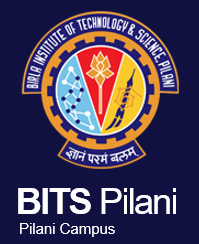 BIRLA INSTITUTE OF TECHNOLOGY & SCIENCE, PILANI
ज्ञानं परमं बलम्
BITS Pilani
Pilani Campus